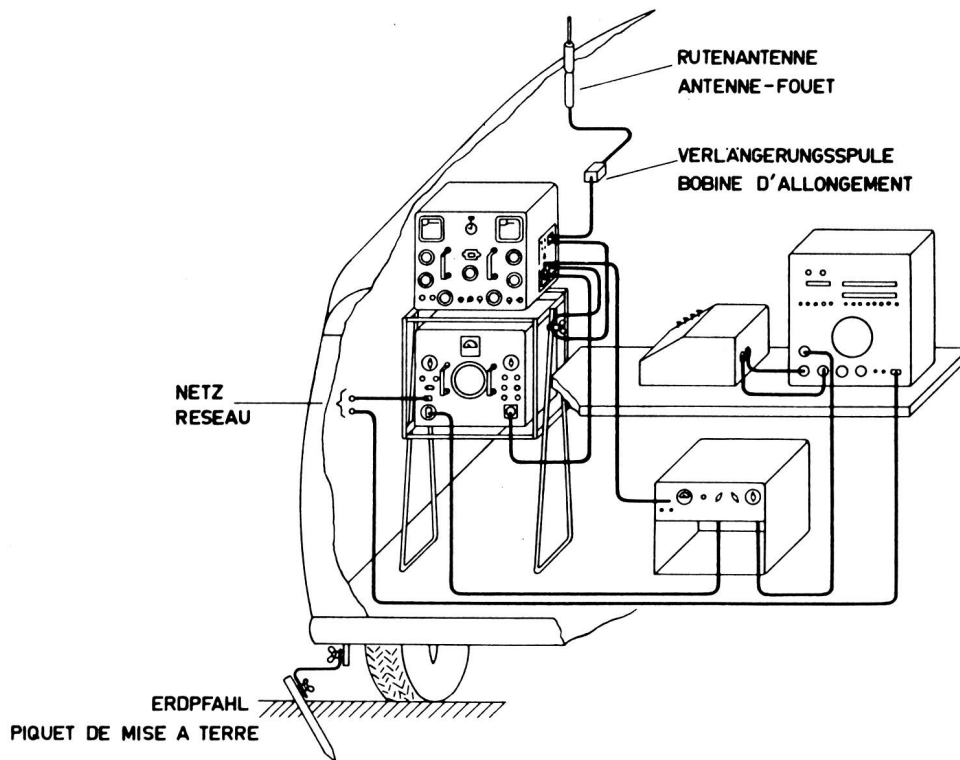 RUTENANTENNE
ANTENNE-FOUET
VERLÄNGERUNGSSPULE
BOBINE D'ALLONGEMENT
NETZ
RESEAU
ERDPFAHL
PIQUET DE MISE A TERRE